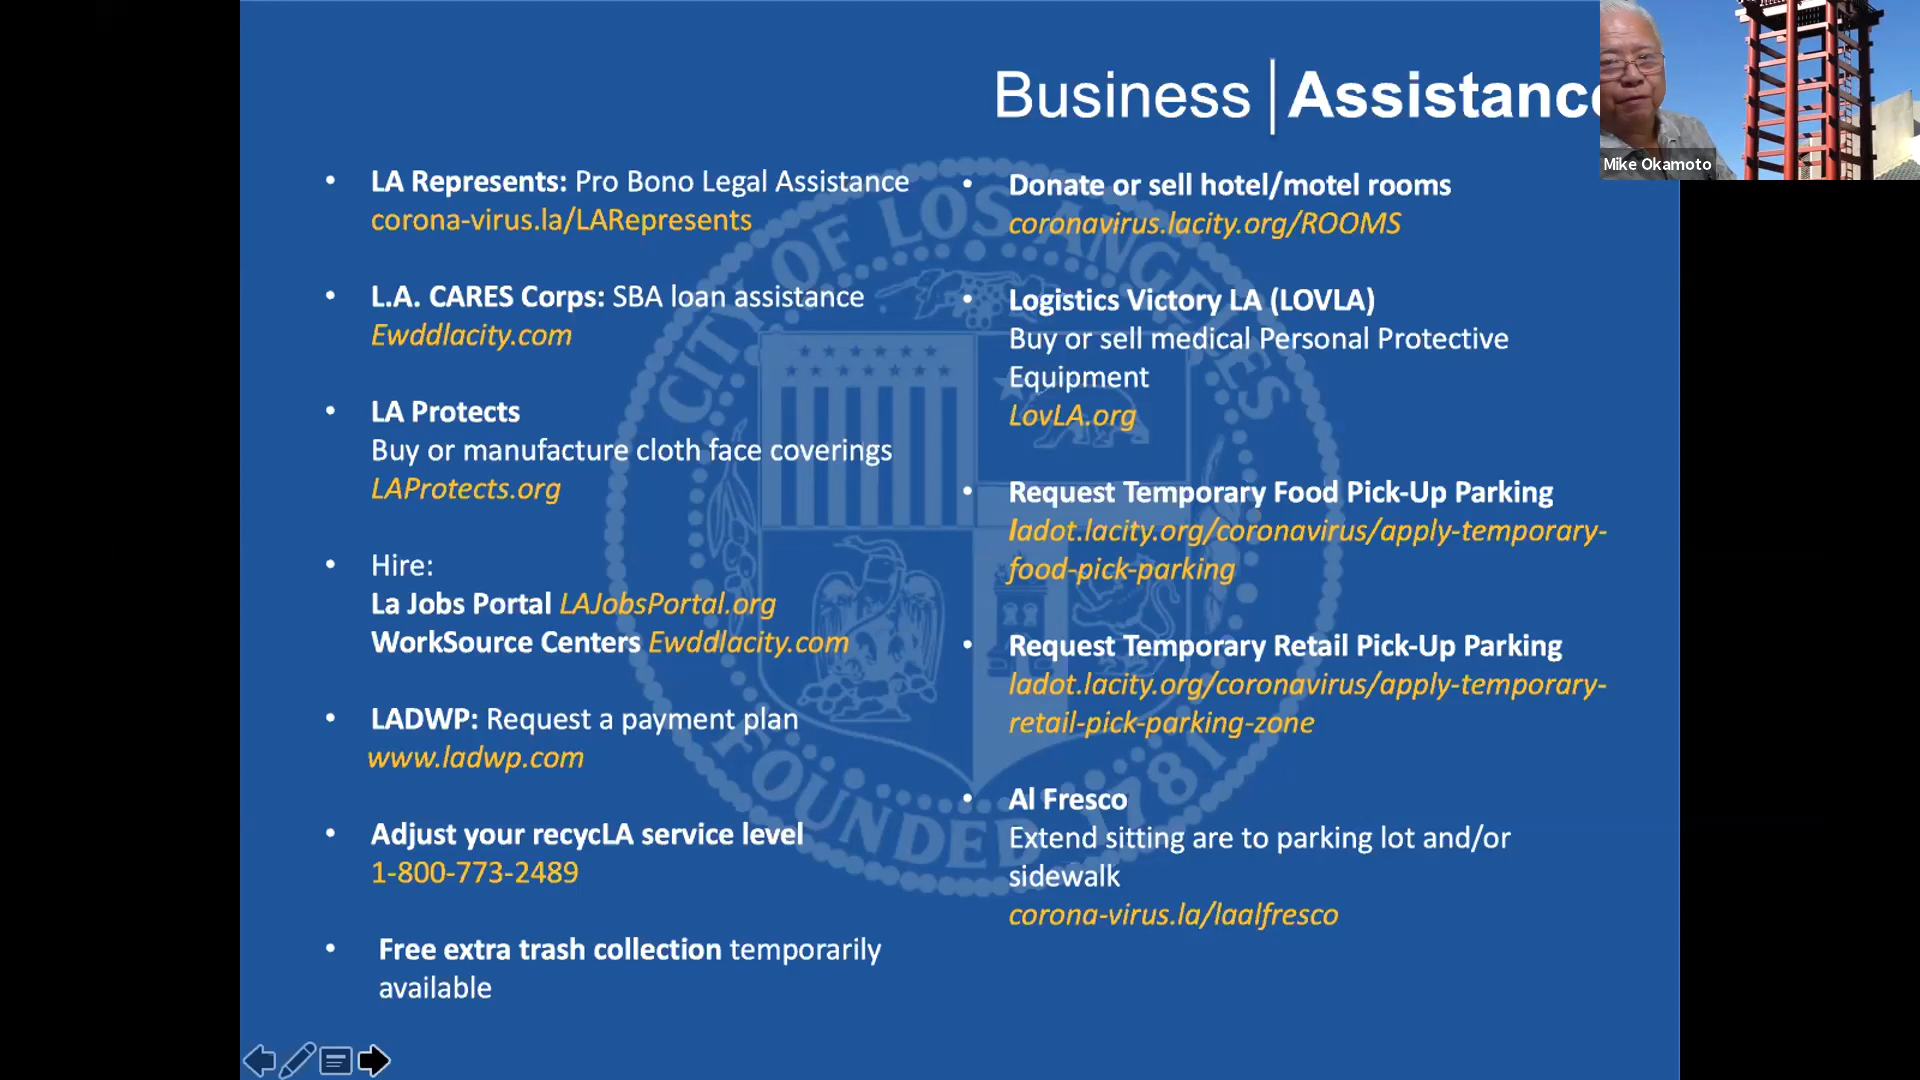 Business | Assistanc
Mike Okamoto
• LA Represents: Pro Bono Legal Assistance
corona-virus.la/LARepresents
• L.A. CARES Corps: SBA loan assistance
Ewddlacity.com
• LA Protects
Buy or manufacture cloth face coverings
LAProtects.org
• Hire:
La Jobs Portal LAJobsPortal.org
WorkSource Centers Ewddlacity.com
• LADWP: Request a payment plan
www.ladwp.com
• Adjust your recycLA service level
1-800-773-2489
• Free extra trash collection temporarily
available
• Donate or sell hotel/motel rooms
coronavirus.lacity.org/ROOMS
• Logistics Victory LA (LOVLA)
Buy or sell medical Personal Protective
Equipment
LovLA.org
• Request Temporary Food Pick-Up Parking
ladot.lacity.org/coronavirus/apply-temporary-
food-pick-parking
• Request Temporary Retail Pick-Up Parking
ladot.lacity.org/coronavirus/apply-temporary-
retail-pick-parking-zone
• Al Fresco
Extend sitting are to parking lot and/or
sidewalk
corona-virus.la/laalfresco
CITY OF LOS ANGELES
FOUNDED 1781